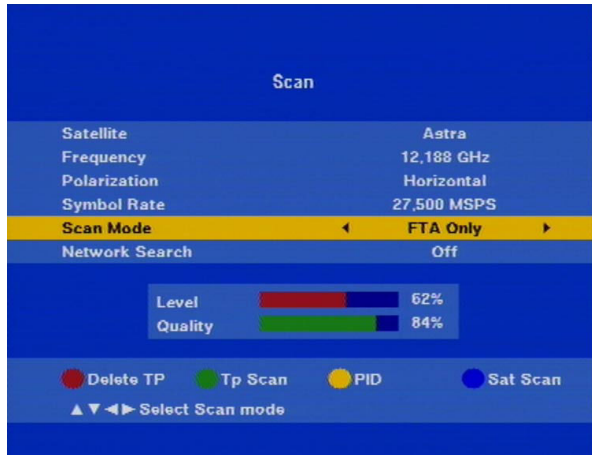 Scan
Satellite Astra
Frequency 12,188 GHz
Polarization Horizontal
Symbol Rate 27,500 MSPS
Scan Mode ◄ FTA Only ►
Network Search Off
Level 62%
Quality 84%
Delete TP Tp Scan PID Sat Scan
▲▼◄► Select Scan mode